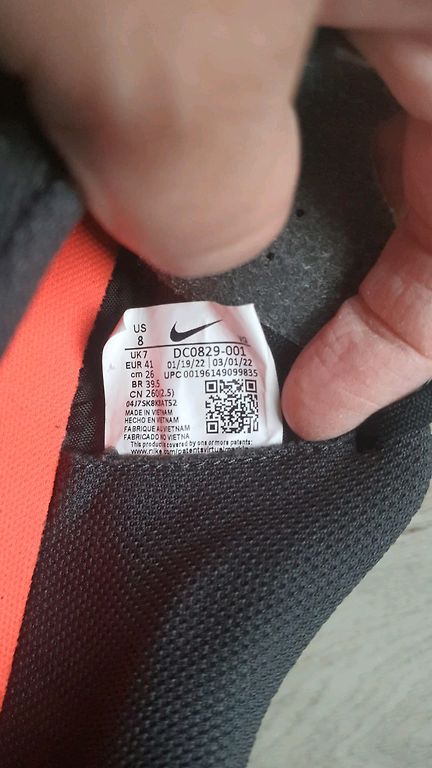 US
8
V2
UK 7 DC0829-001
EUR 41 01/19/22 03/01/22
cm 26 UPC 00196149099835
BR 39.5
CN 260(2.5)
MADE IN VIETNAM
HECHO EN VIETNAM
FABRIQUE AU VIETNAM
FABRICADO NO VIETNA
This product is covered by one or more patents: